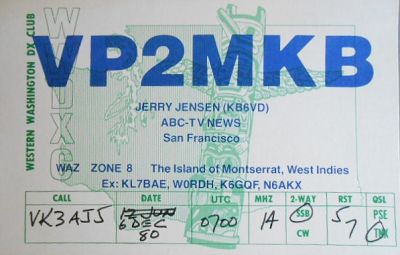 WESTERN WASHINGTON DX CLUB
WWDXC
VP2MKB
JERRY JENSEN (KB6VD)
ABC-TV NEWS
San Francisco
WAZ ZONE 8 The Island of Montserrat, West Indies
Ex: KL7BAE, W0RDH, K6GQF, N6AKX
CALL DATE UTC MHZ 2-WAY RST QSL
VK3AJJ 12 JUN 0700 14 SSB 57 PSE
6 DEC CW TNX
80